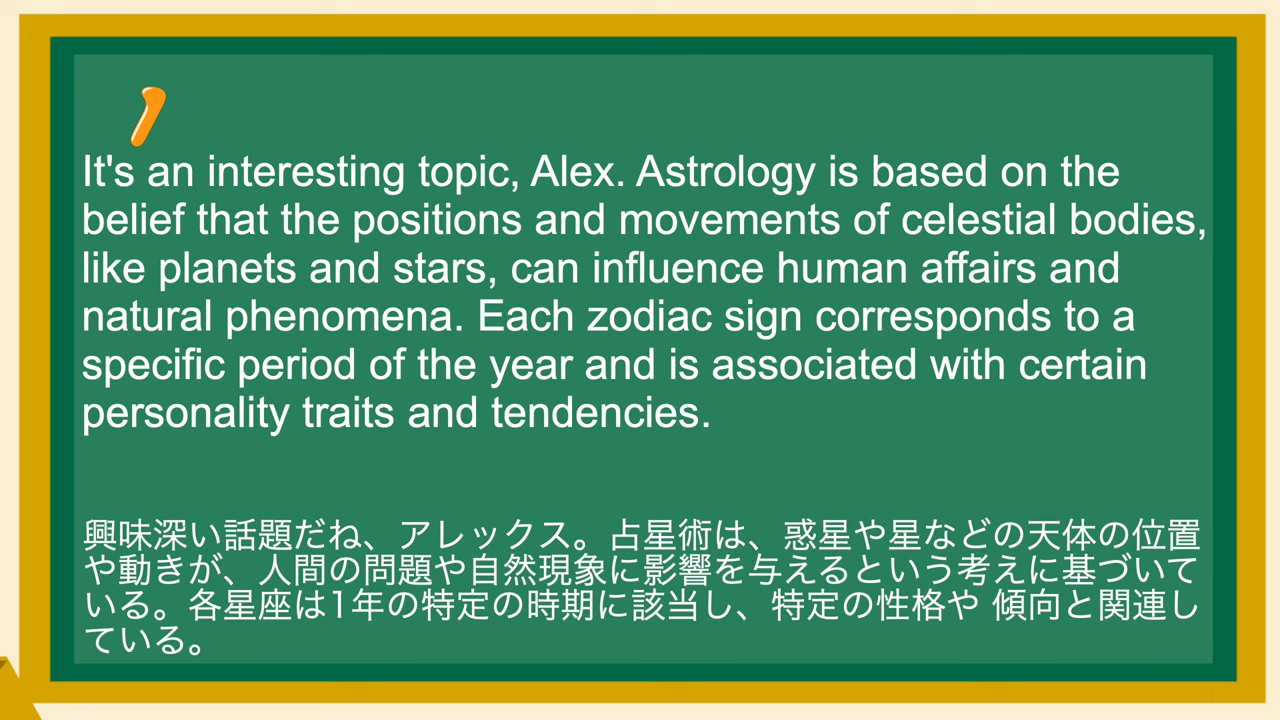 It's an interesting topic, Alex. Astrology is based on the
belief that the positions and movements of celestial bodies,
like planets and stars, can influence human affairs and
natural phenomena. Each zodiac sign corresponds to a
specific period of the year and is associated with certain
personality traits and tendencies.
興味深い話題だね、アレックス。占星術は、惑星や星などの天体の位置
や動きが、人間の問題や自然現象に影響を与えるという考えに基づいて
いる。各星座は1年の特定の時期に該当し、特定の性格や 傾向と関連し
ている。